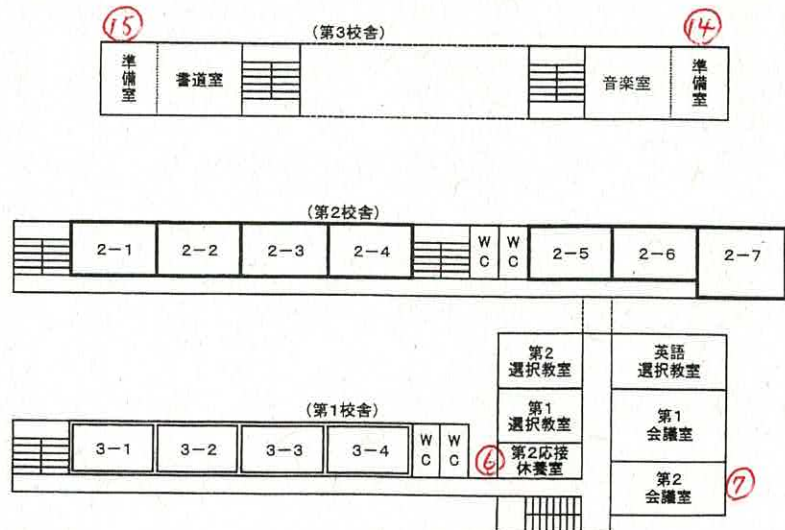 ⑮
(第3校舎)
⑭
準備室
書道室
音楽室
準備室
(第2校舎)
2-1
2-2
2-3
2-4
WC
WC
2-5
2-6
2-7
第2
選択教室
英語
選択教室
(第1校舎)
第1
選択教室
第1
会議室
3-1
3-2
3-3
3-4
WC
WC
⑥
第2応接
休養室
第2
会議室
⑦